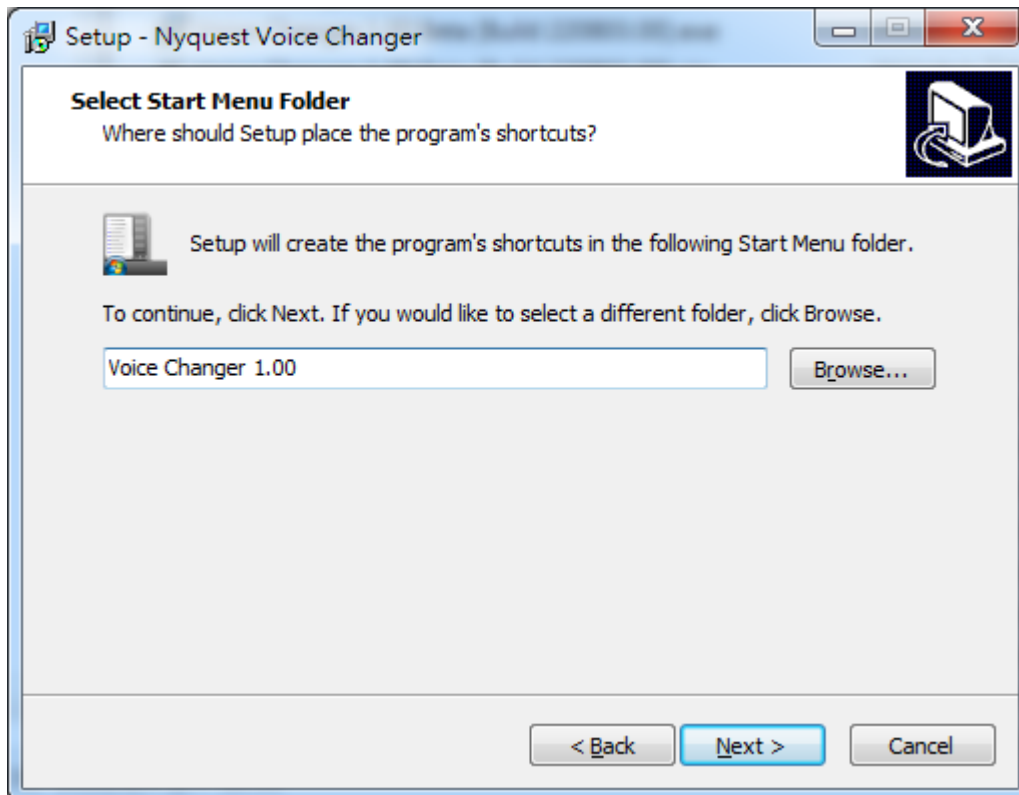 Setup - Nyquest Voice Changer
Select Start Menu Folder
Where should Setup place the program's shortcuts?
Setup will create the program's shortcuts in the following Start Menu folder.
To continue, click Next. If you would like to select a different folder, click Browse.
Voice Changer 1.00
Browse...
< Back
Next >
Cancel